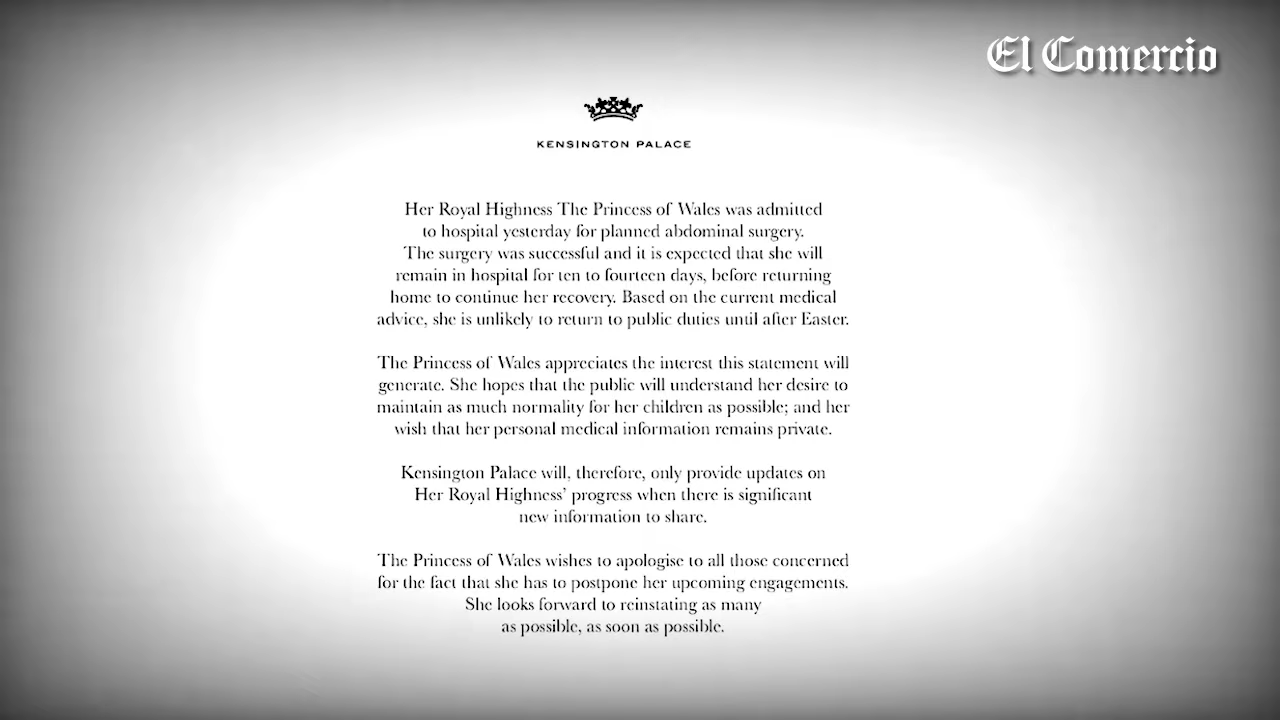 El Comercio
KENSINGTON PALACE
Her Royal Highness The Princess of Wales was admitted
to hospital yesterday for planned abdominal surgery.
The surgery was successful and it is expected that she will
remain in hospital for ten to fourteen days, before returning
home to continue her recovery. Based on the current medical
advice, she is unlikely to return to public duties until after Easter.
The Princess of Wales appreciates the interest this statement will
generate. She hopes that the public will understand her desire to
maintain as much normality for her children as possible; and her
wish that her personal medical information remains private.
Kensington Palace will, therefore, only provide updates on
Her Royal Highness’ progress when there is significant
new information to share.
The Princess of Wales wishes to apologise to all those concerned
for the fact that she has to postpone her upcoming engagements.
She looks forward to reinstating as many
as possible, as soon as possible.